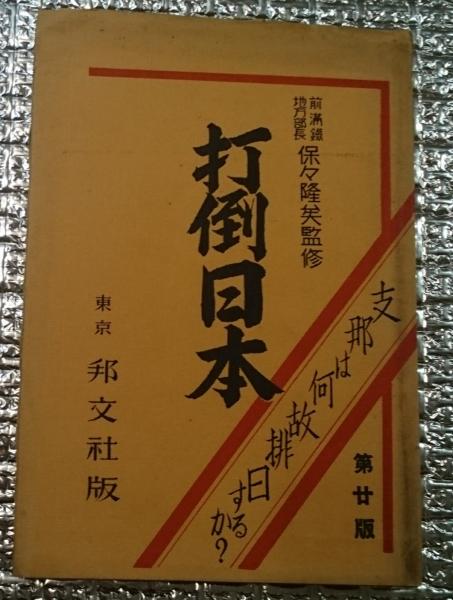 前満鐵
地方部長
保々隆矣監修
打倒日本
支那は何故排日するか?
第廿版
東京 邦文社版